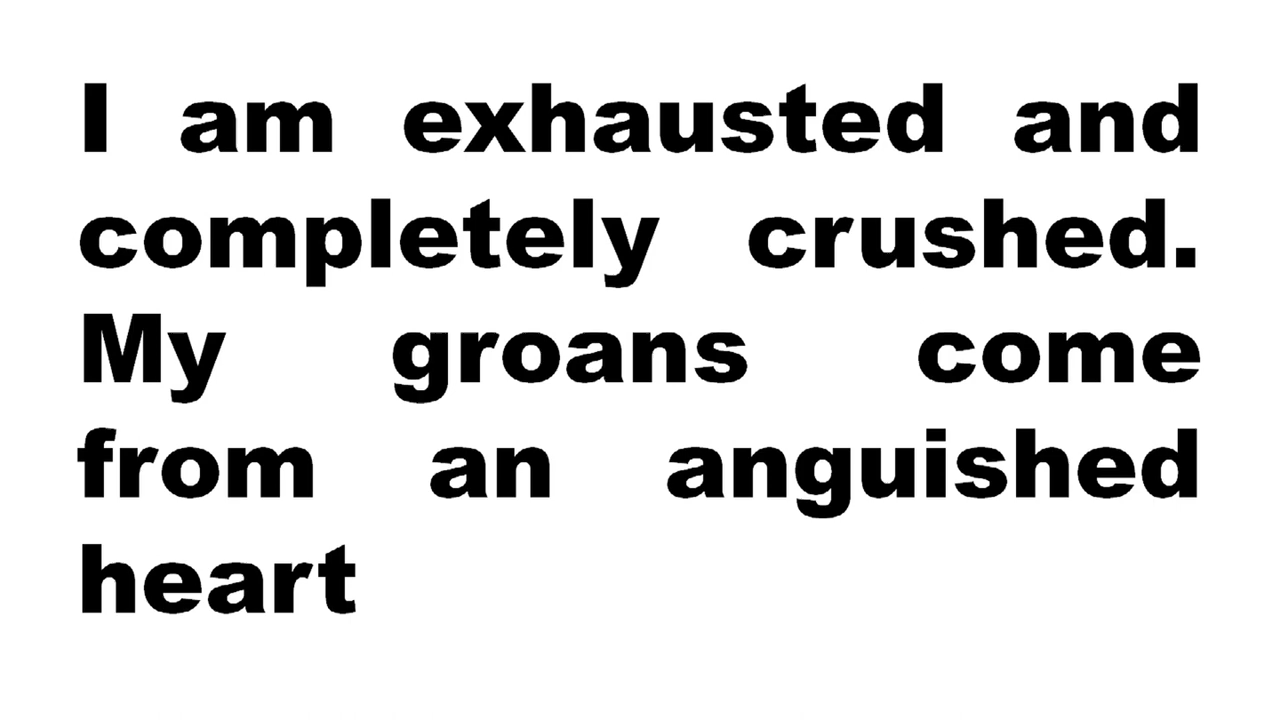 I am exhausted and
completely crushed.
My groans come
from an anguished
heart